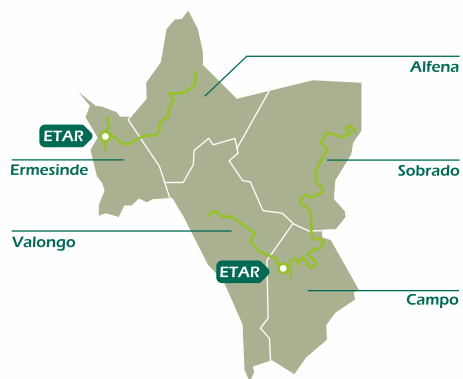 Alfena
ETAR
Ermesinde
Sobrado
Valongo
ETAR
Campo